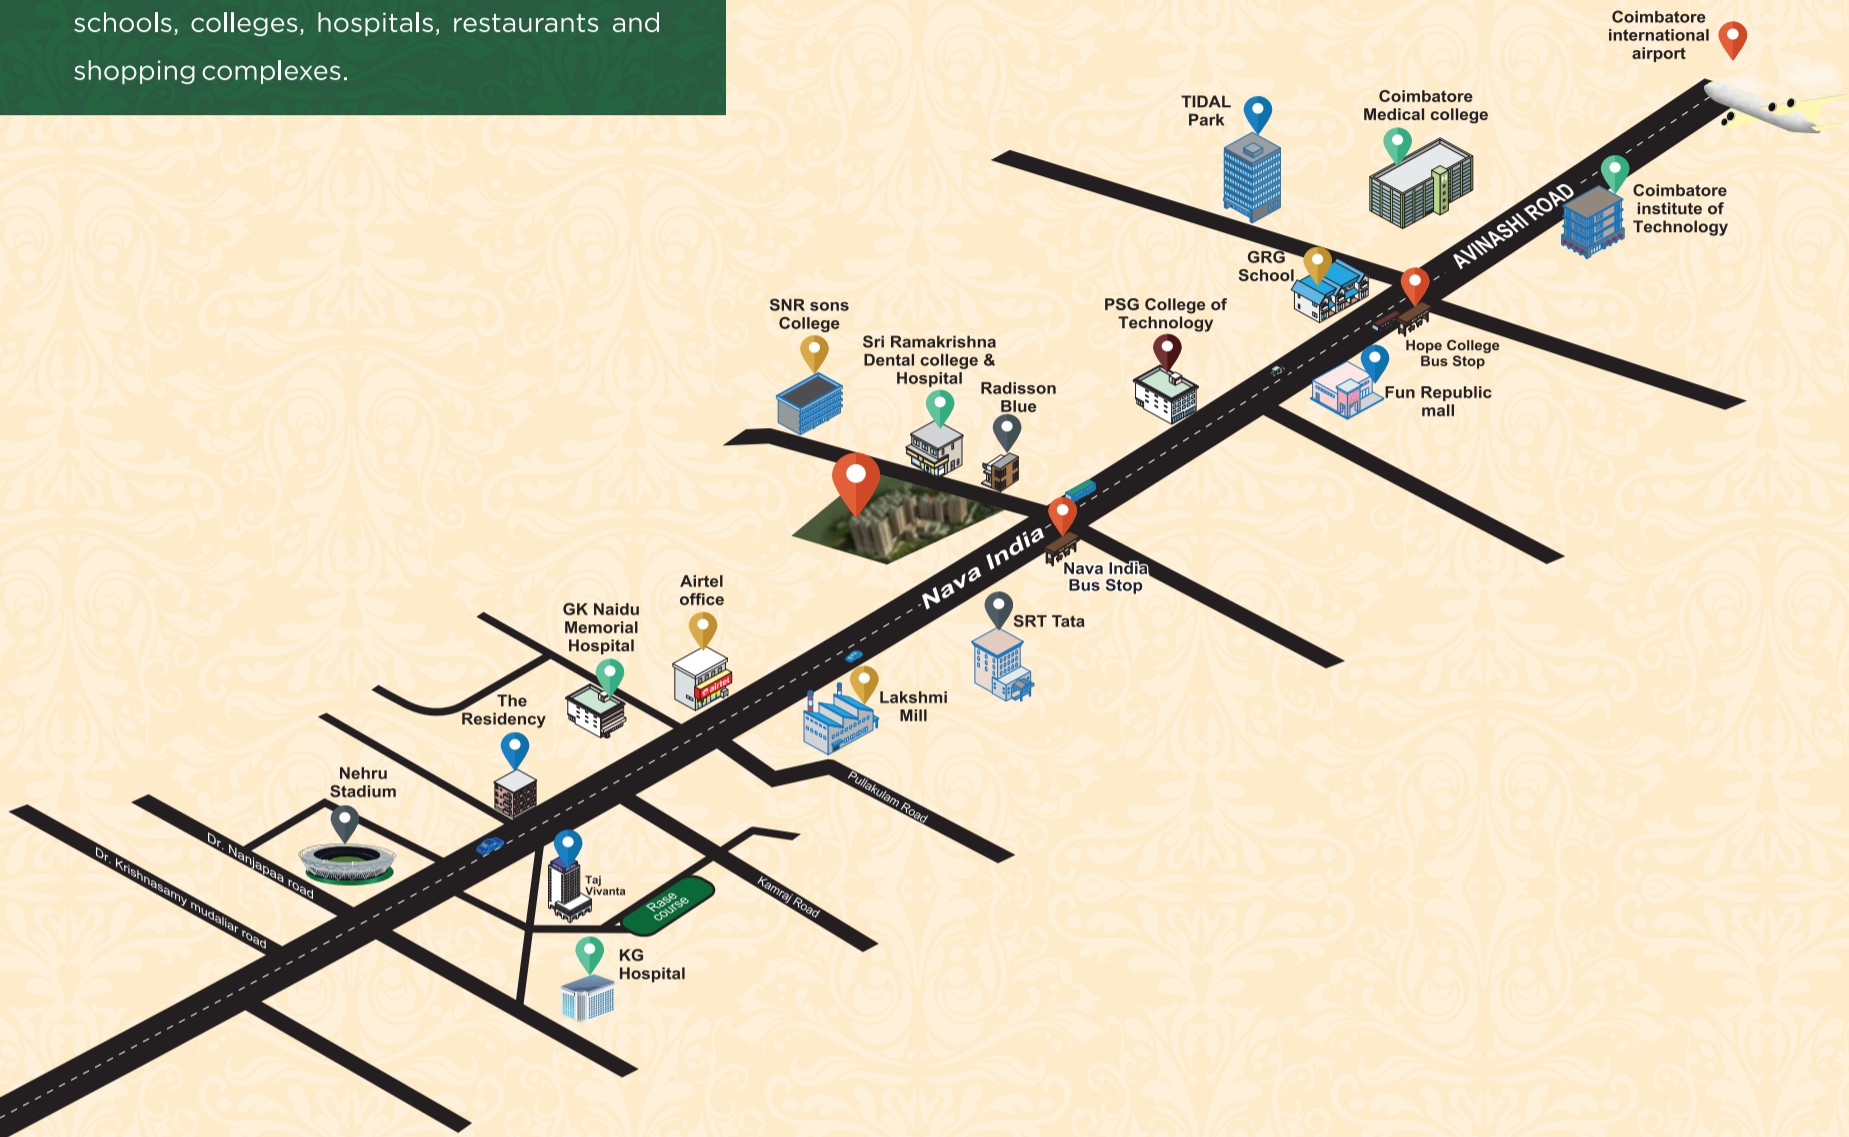 schools, colleges, hospitals, restaurants and
shopping complexes.
Coimbatore
international
airport
TIDAL
Park
Coimbatore
Medical college
AVINASHI ROAD
Coimbatore
institute of
Technology
GRG
School
SNR sons
College
PSG College of
Technology
Sri Ramakrishna
Dental college &
Hospital
Radisson
Blue
Hope College
Bus Stop
Fun Republic
mall
Nava India
Nava India
Bus Stop
Airtel
office
airtel
GK Naidu
Memorial
Hospital
SRT Tata
The
Residency
Lakshmi
Mill
Nehru
Stadium
Pullakulam Road
Dr. Nanjapaa road
Dr. Krishnasamy mudaliar road
Taj
Vivanta
Rase
course
Kamraj Road
KG
Hospital